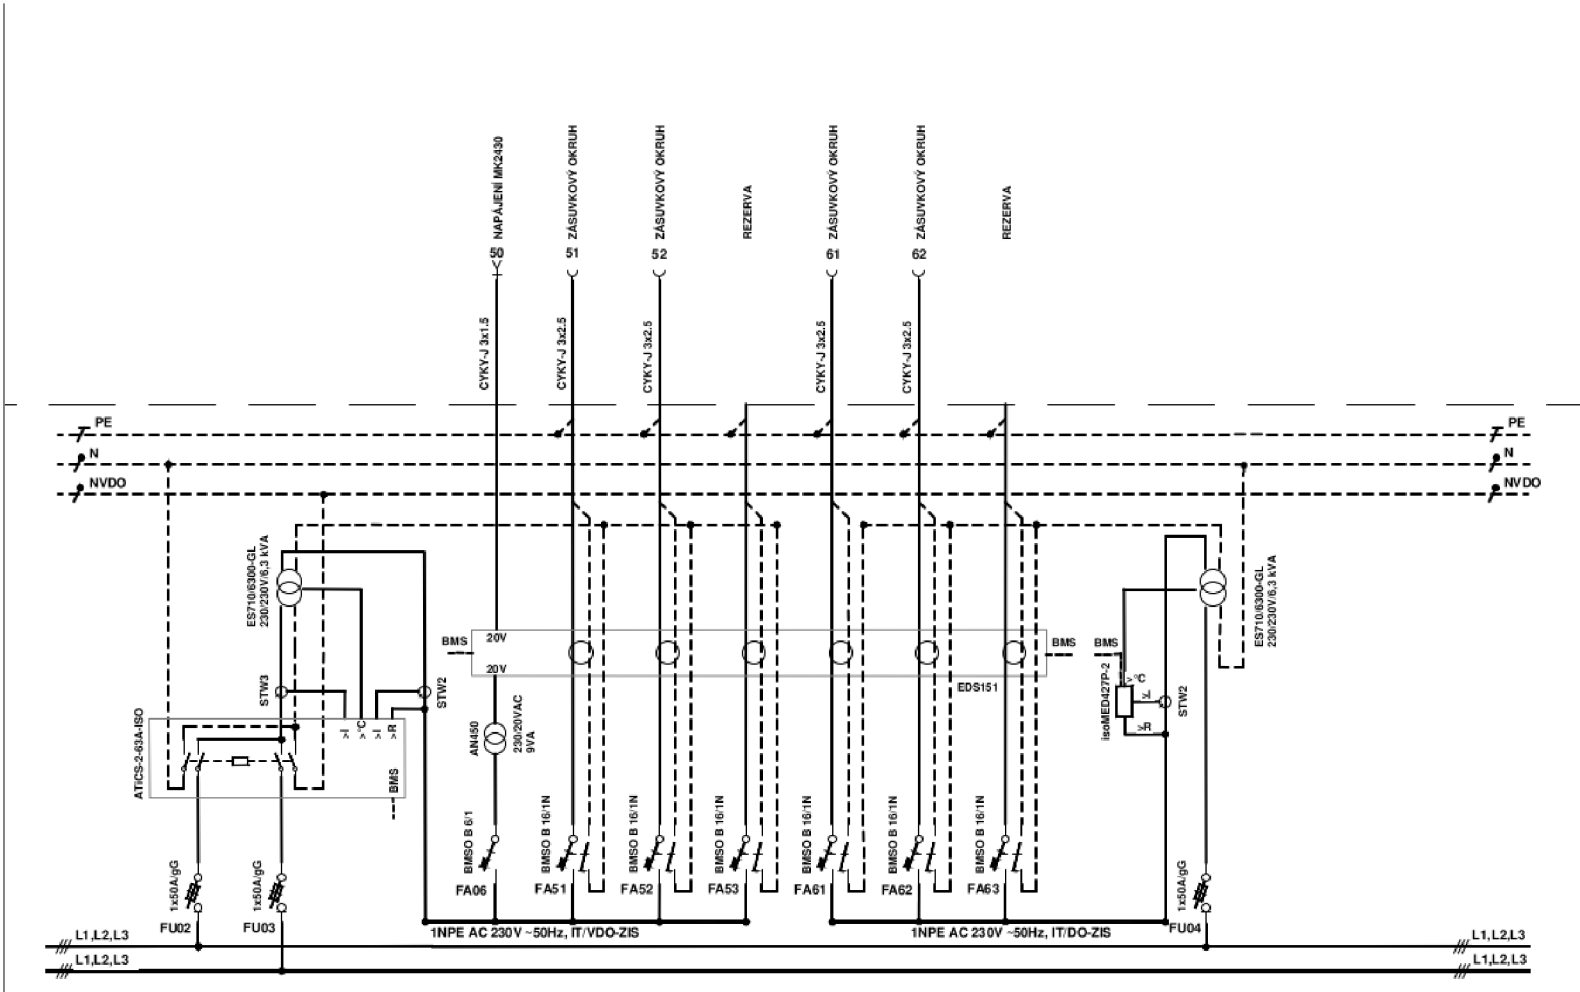 NAPÁJENÍ MK2430
ZÁSUVKOVÝ OKRUH
ZÁSUVKOVÝ OKRUH
REZERVA
ZÁSUVKOVÝ OKRUH
ZÁSUVKOVÝ OKRUH
REZERVA
50
51
52
61
62
CYKY-J 3x1.5
CYKY-J 3x2.5
CYKY-J 3x2.5
CYKY-J 3x2.5
CYKY-J 3x2.5
PE
PE
N
N
NVDO
NVDO
ES710/6300-GL
230/230V/6,3 kVA
ES710/6300-GL
230/230V/6,3 kVA
BMS
20V
20V
BMS
BMS
EDS151
STW3
STW2
isoMED427P-2
>°C
>I
>R
STW2
ATiCS-2-63A-ISO
>I
>°C
>I
>R
BMS
AN450
230/20VAC
9VA
BMSO B 6/1
BMSO B 16/1N
BMSO B 16/1N
BMSO B 16/1N
BMSO B 16/1N
BMSO B 16/1N
BMSO B 16/1N
FA06
FA51
FA52
FA53
FA61
FA62
FA63
1x50A/gG
1x50A/gG
1x50A/gG
FU02
FU03
FU04
1NPE AC 230V ~50Hz, IT/VDO-ZIS
1NPE AC 230V ~50Hz, IT/DO-ZIS
L1,L2,L3
L1,L2,L3
L1,L2,L3
L1,L2,L3